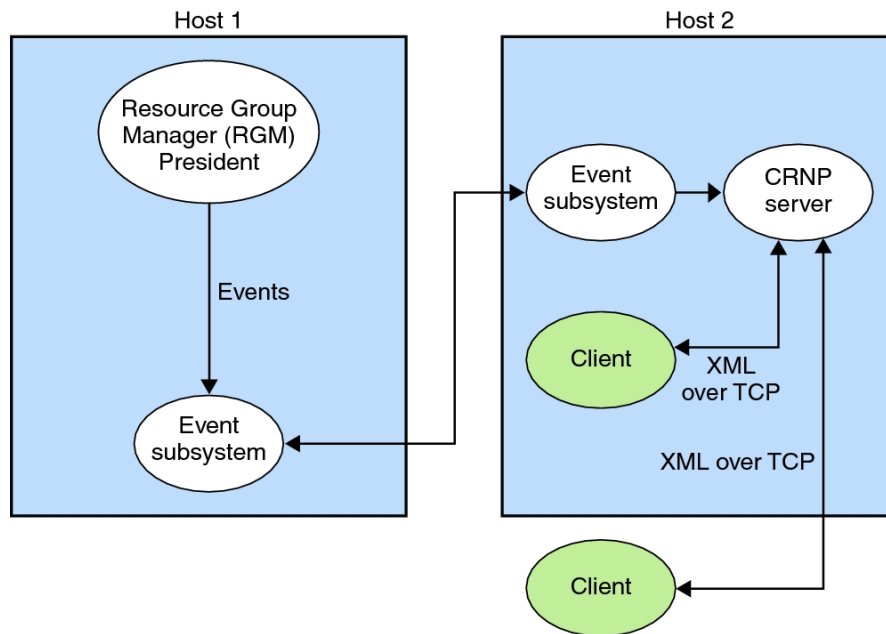 Host 1
Host 2
Resource Group
Manager (RGM)
President
Events
Event
subsystem
Event
subsystem
CRNP
server
Client
XML
over TCP
XML over TCP
Client